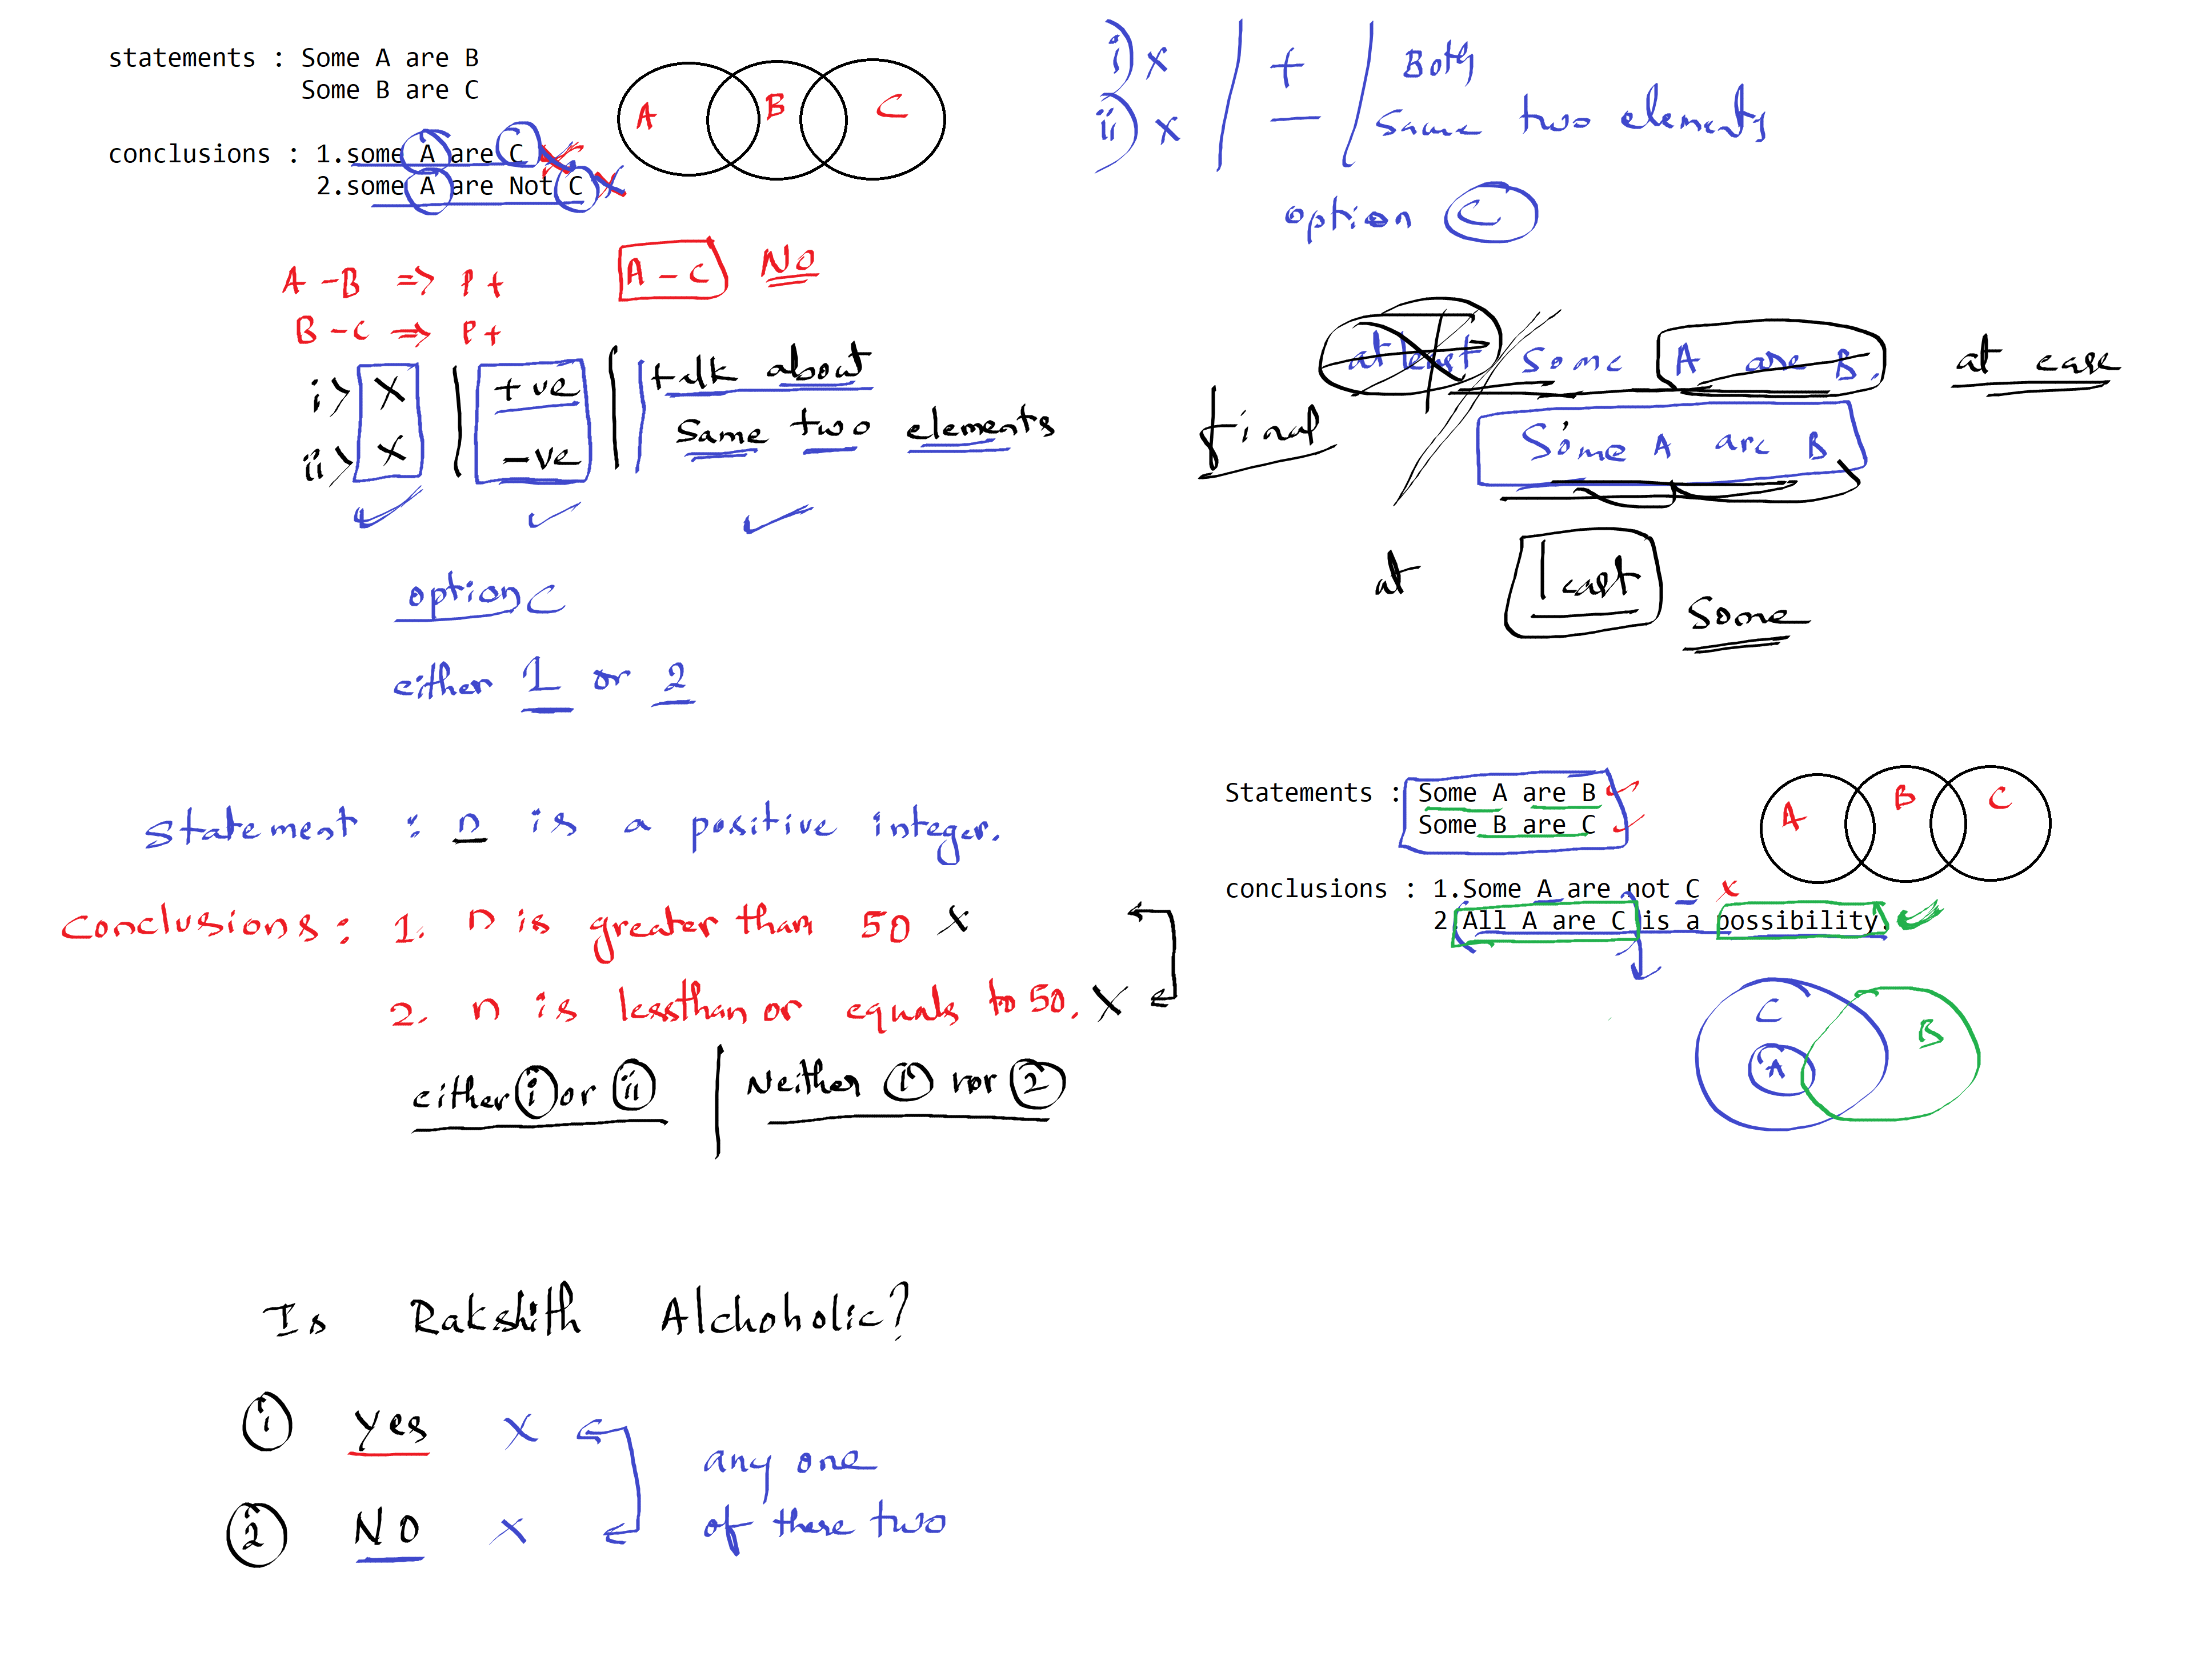 statements : Some A are B
Some B are C
A B C
conclusions : 1.some A are C
2.some A are Not C
A - B => P +
B - C => P +
A - C No
i> X | +ve | talk about
ii> X | -ve | Same two elements
option C
either 1 or 2
i) x | + | Both
ii) x | — | Same two elements
option C
at least some A are B. at case
final Some A are B
at least some
Statement : n is a positive integer.
Conclusions : 1. n is greater than 50 X
2. n is lessthan or equals to 50. X
either i or ii | Neither 1 nor 2
Statements : Some A are B
Some B are C
A B C
conclusions : 1.Some A are not C x
2.All A are C is a possibility.
C A B
Is Rakshith Alchoholic?
i Yes X
2 NO X
any one
of these two